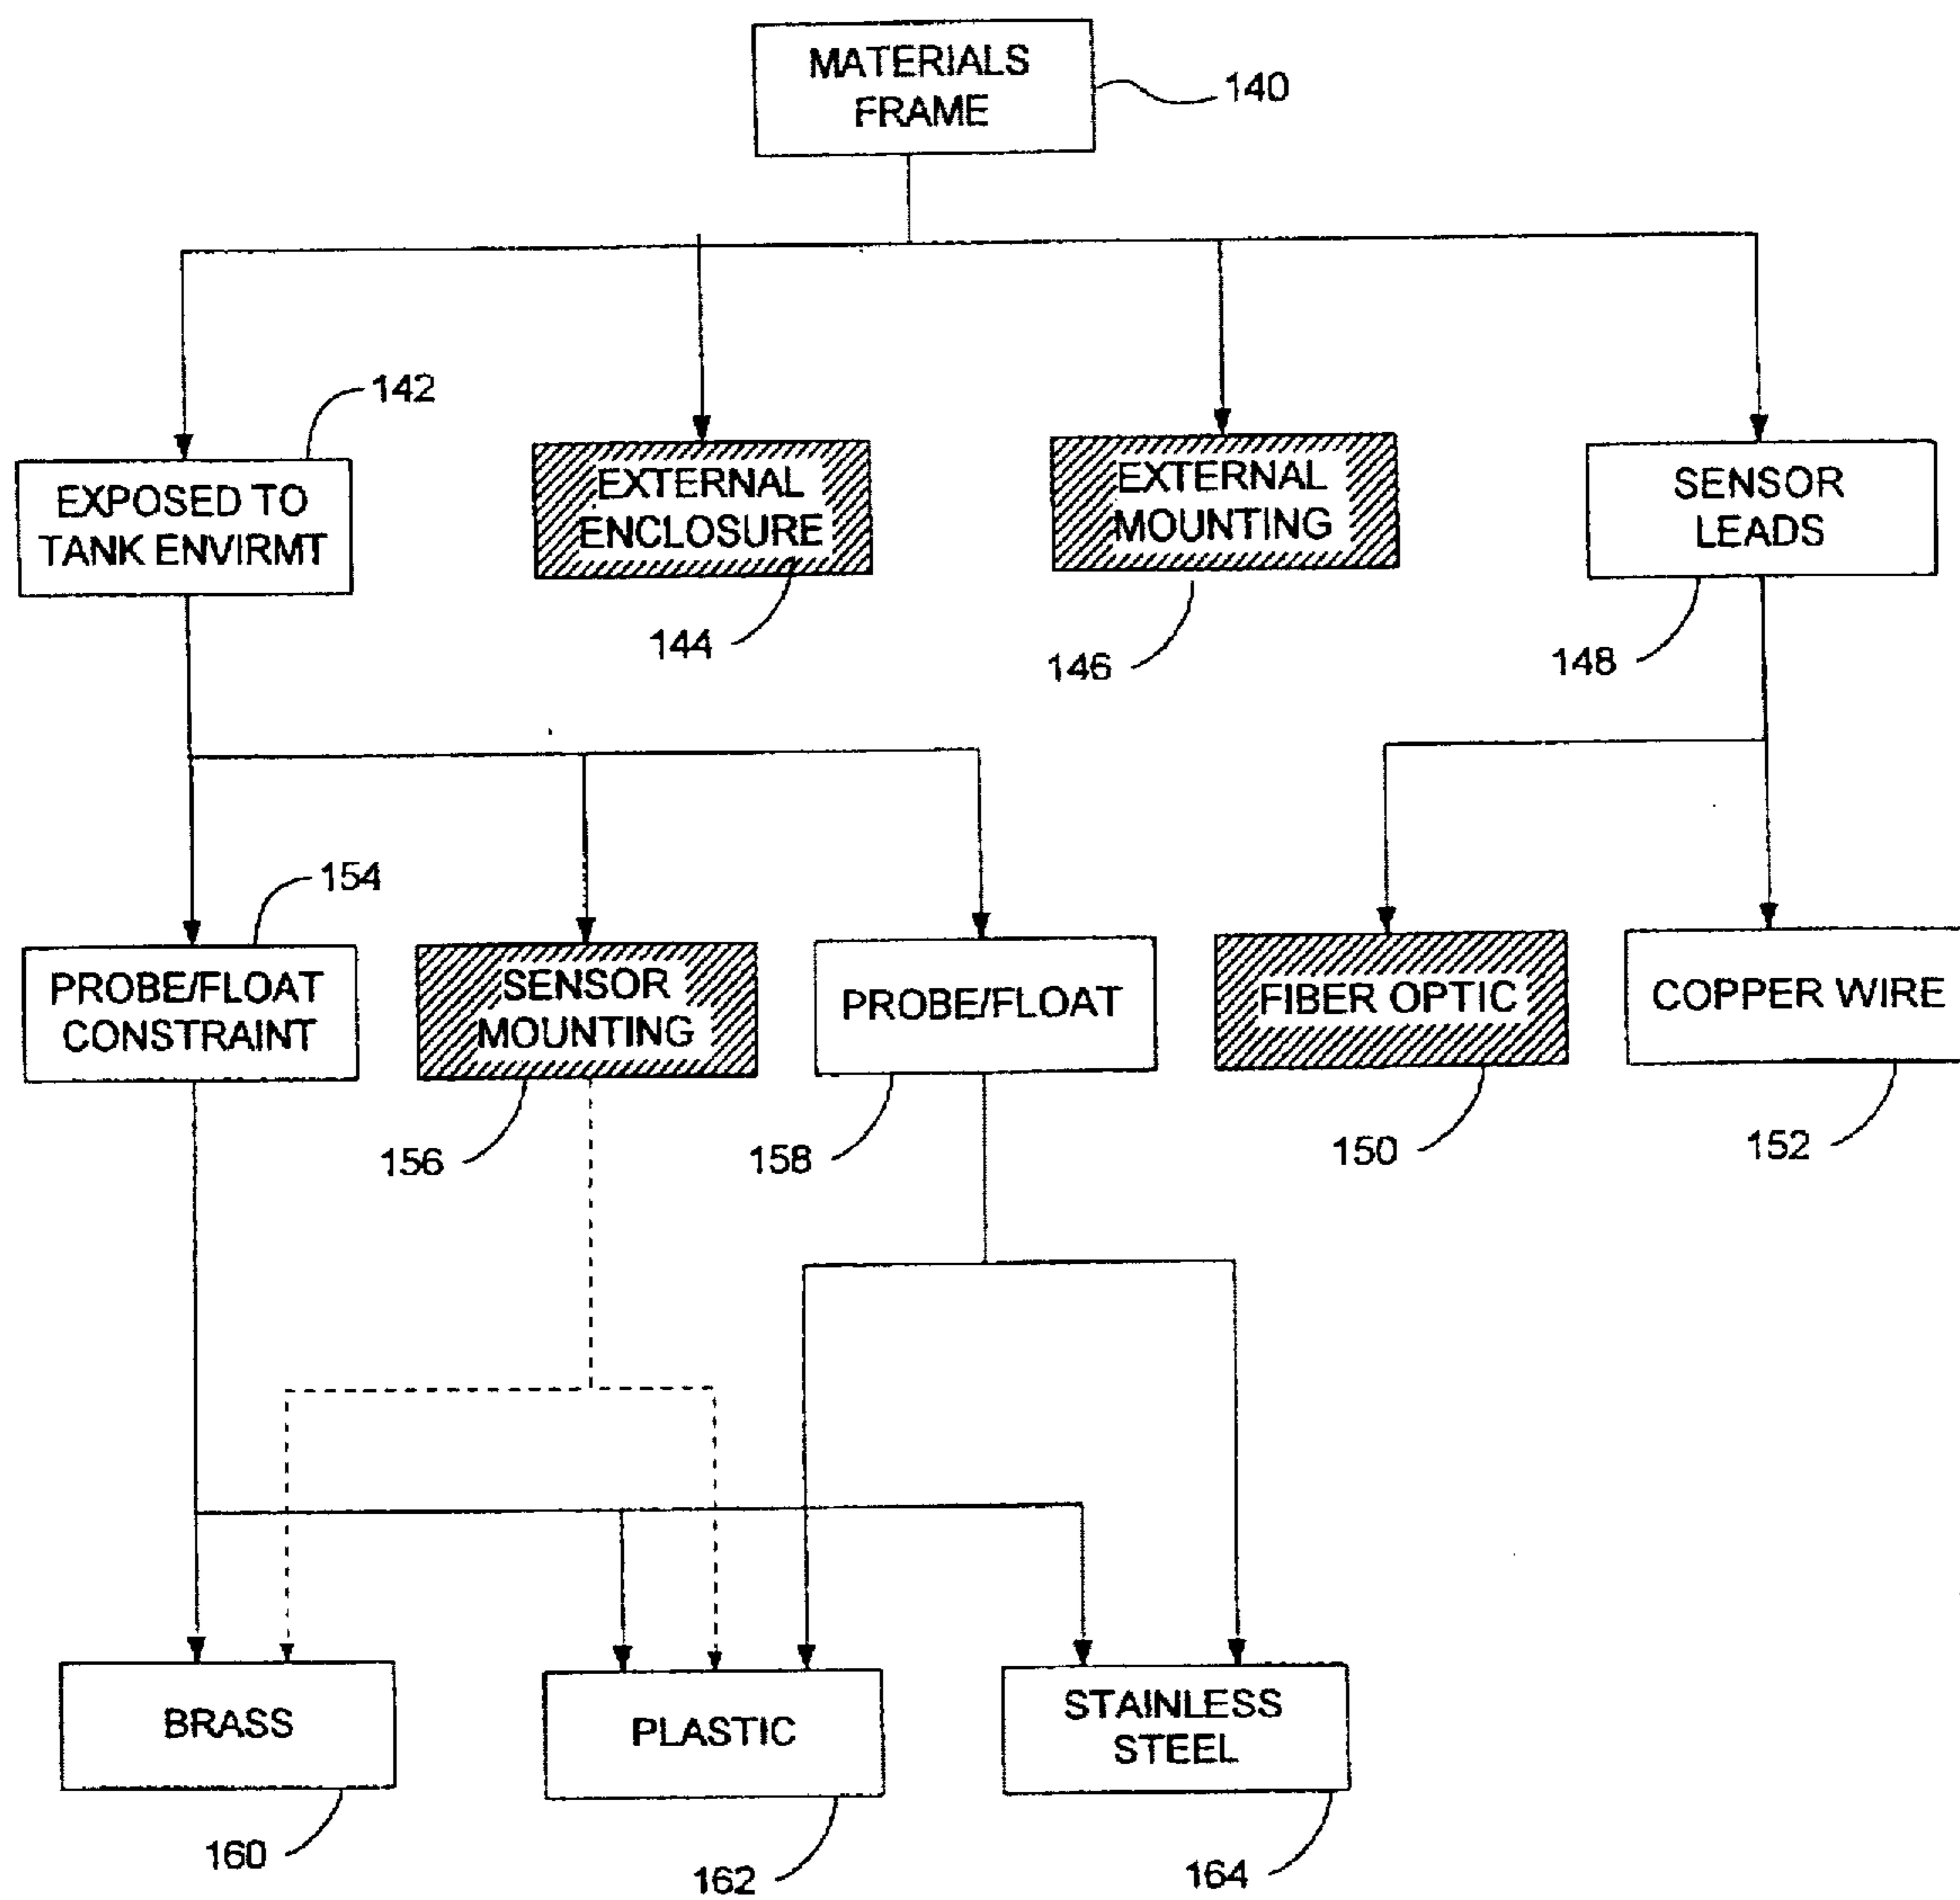 MATERIALS
FRAME
140
142
EXPOSED TO
TANK ENVIRMT
EXTERNAL
ENCLOSURE
144
EXTERNAL
MOUNTING
146
SENSOR
LEADS
148
154
PROBE/FLOAT
CONSTRAINT
SENSOR
MOUNTING
156
PROBE/FLOAT
158
FIBER OPTIC
150
COPPER WIRE
152
BRASS
160
PLASTIC
162
STAINLESS
STEEL
164